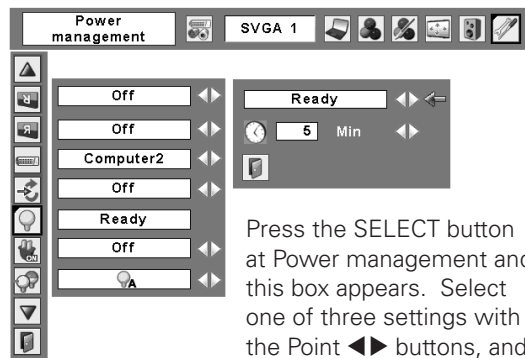 Power
management
SVGA 1
Off
Off
Computer2
Off
Ready
Off
A
Ready
5 Min
R
R
ON
Press the SELECT button
at Power management and
this box appears. Select
one of three settings with
the Point ◀▶ buttons, and